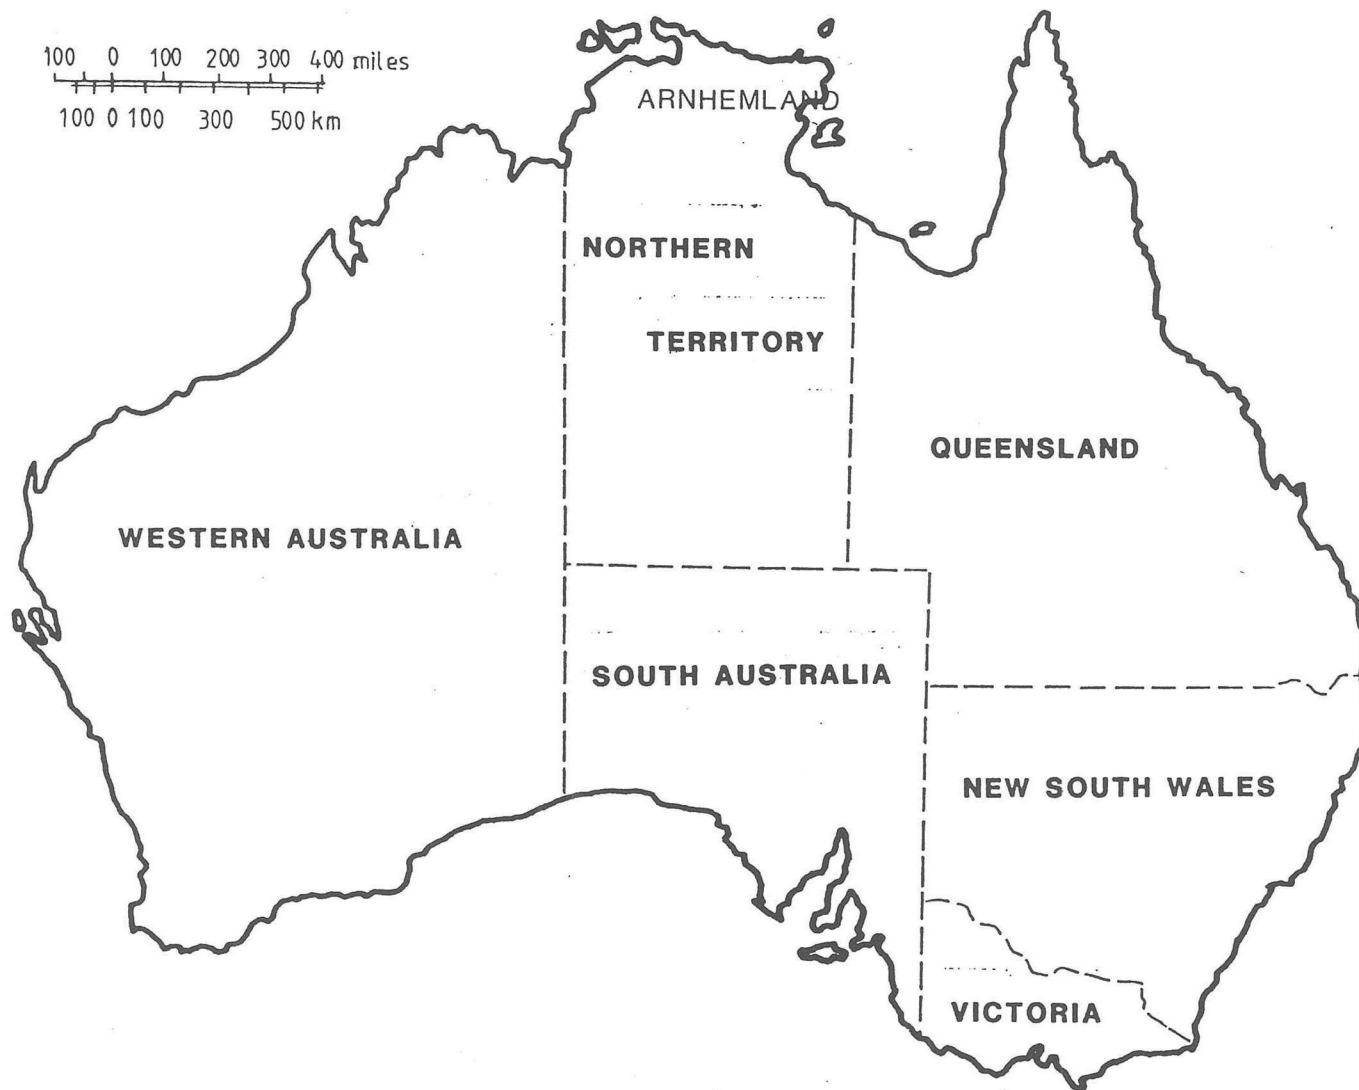 100 0 100 200 300 400 miles
100 0 100 300 500 km
ARNHEMLAND
NORTHERN
TERRITORY
QUEENSLAND
WESTERN AUSTRALIA
SOUTH AUSTRALIA
NEW SOUTH WALES
VICTORIA